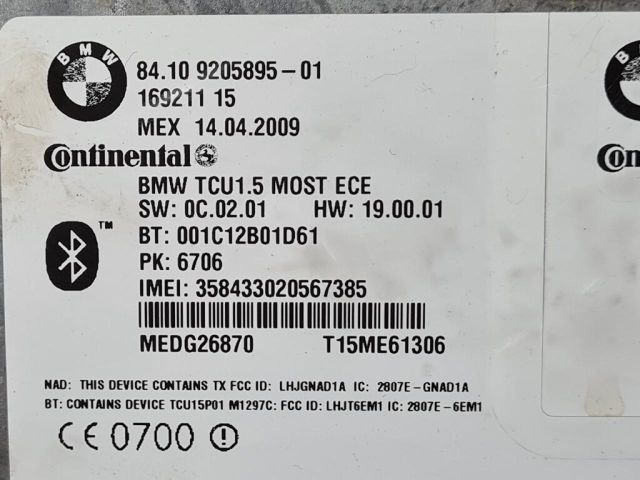 BMW
84.10 9205895-01
169211 15
MEX 14.04.2009
Continental
BMW TCU1.5 MOST ECE
SW: 0C.02.01 HW: 19.00.01
BT: 001C12B01D61
™
PK: 6706
IMEI: 358433020567385
MEDG26870 T15ME61306
NAD: THIS DEVICE CONTAINS TX FCC ID: LHJGNAD1A IC: 2807E-GNAD1A
BT: CONTAINS DEVICE TCU15P01 M1297C: FCC ID: LHJT6EM1 IC: 2807E-6EM1
CE 0700
B
Con